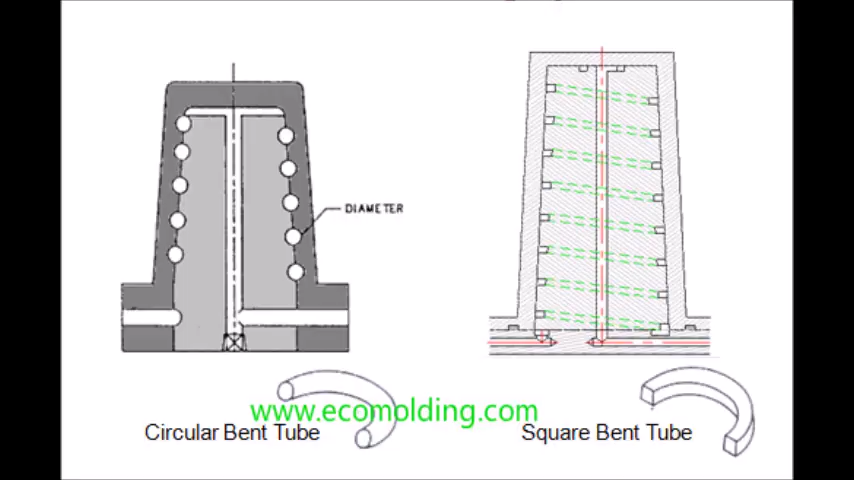 DIAMETER
www.ecomolding.com
Circular Bent Tube
Square Bent Tube